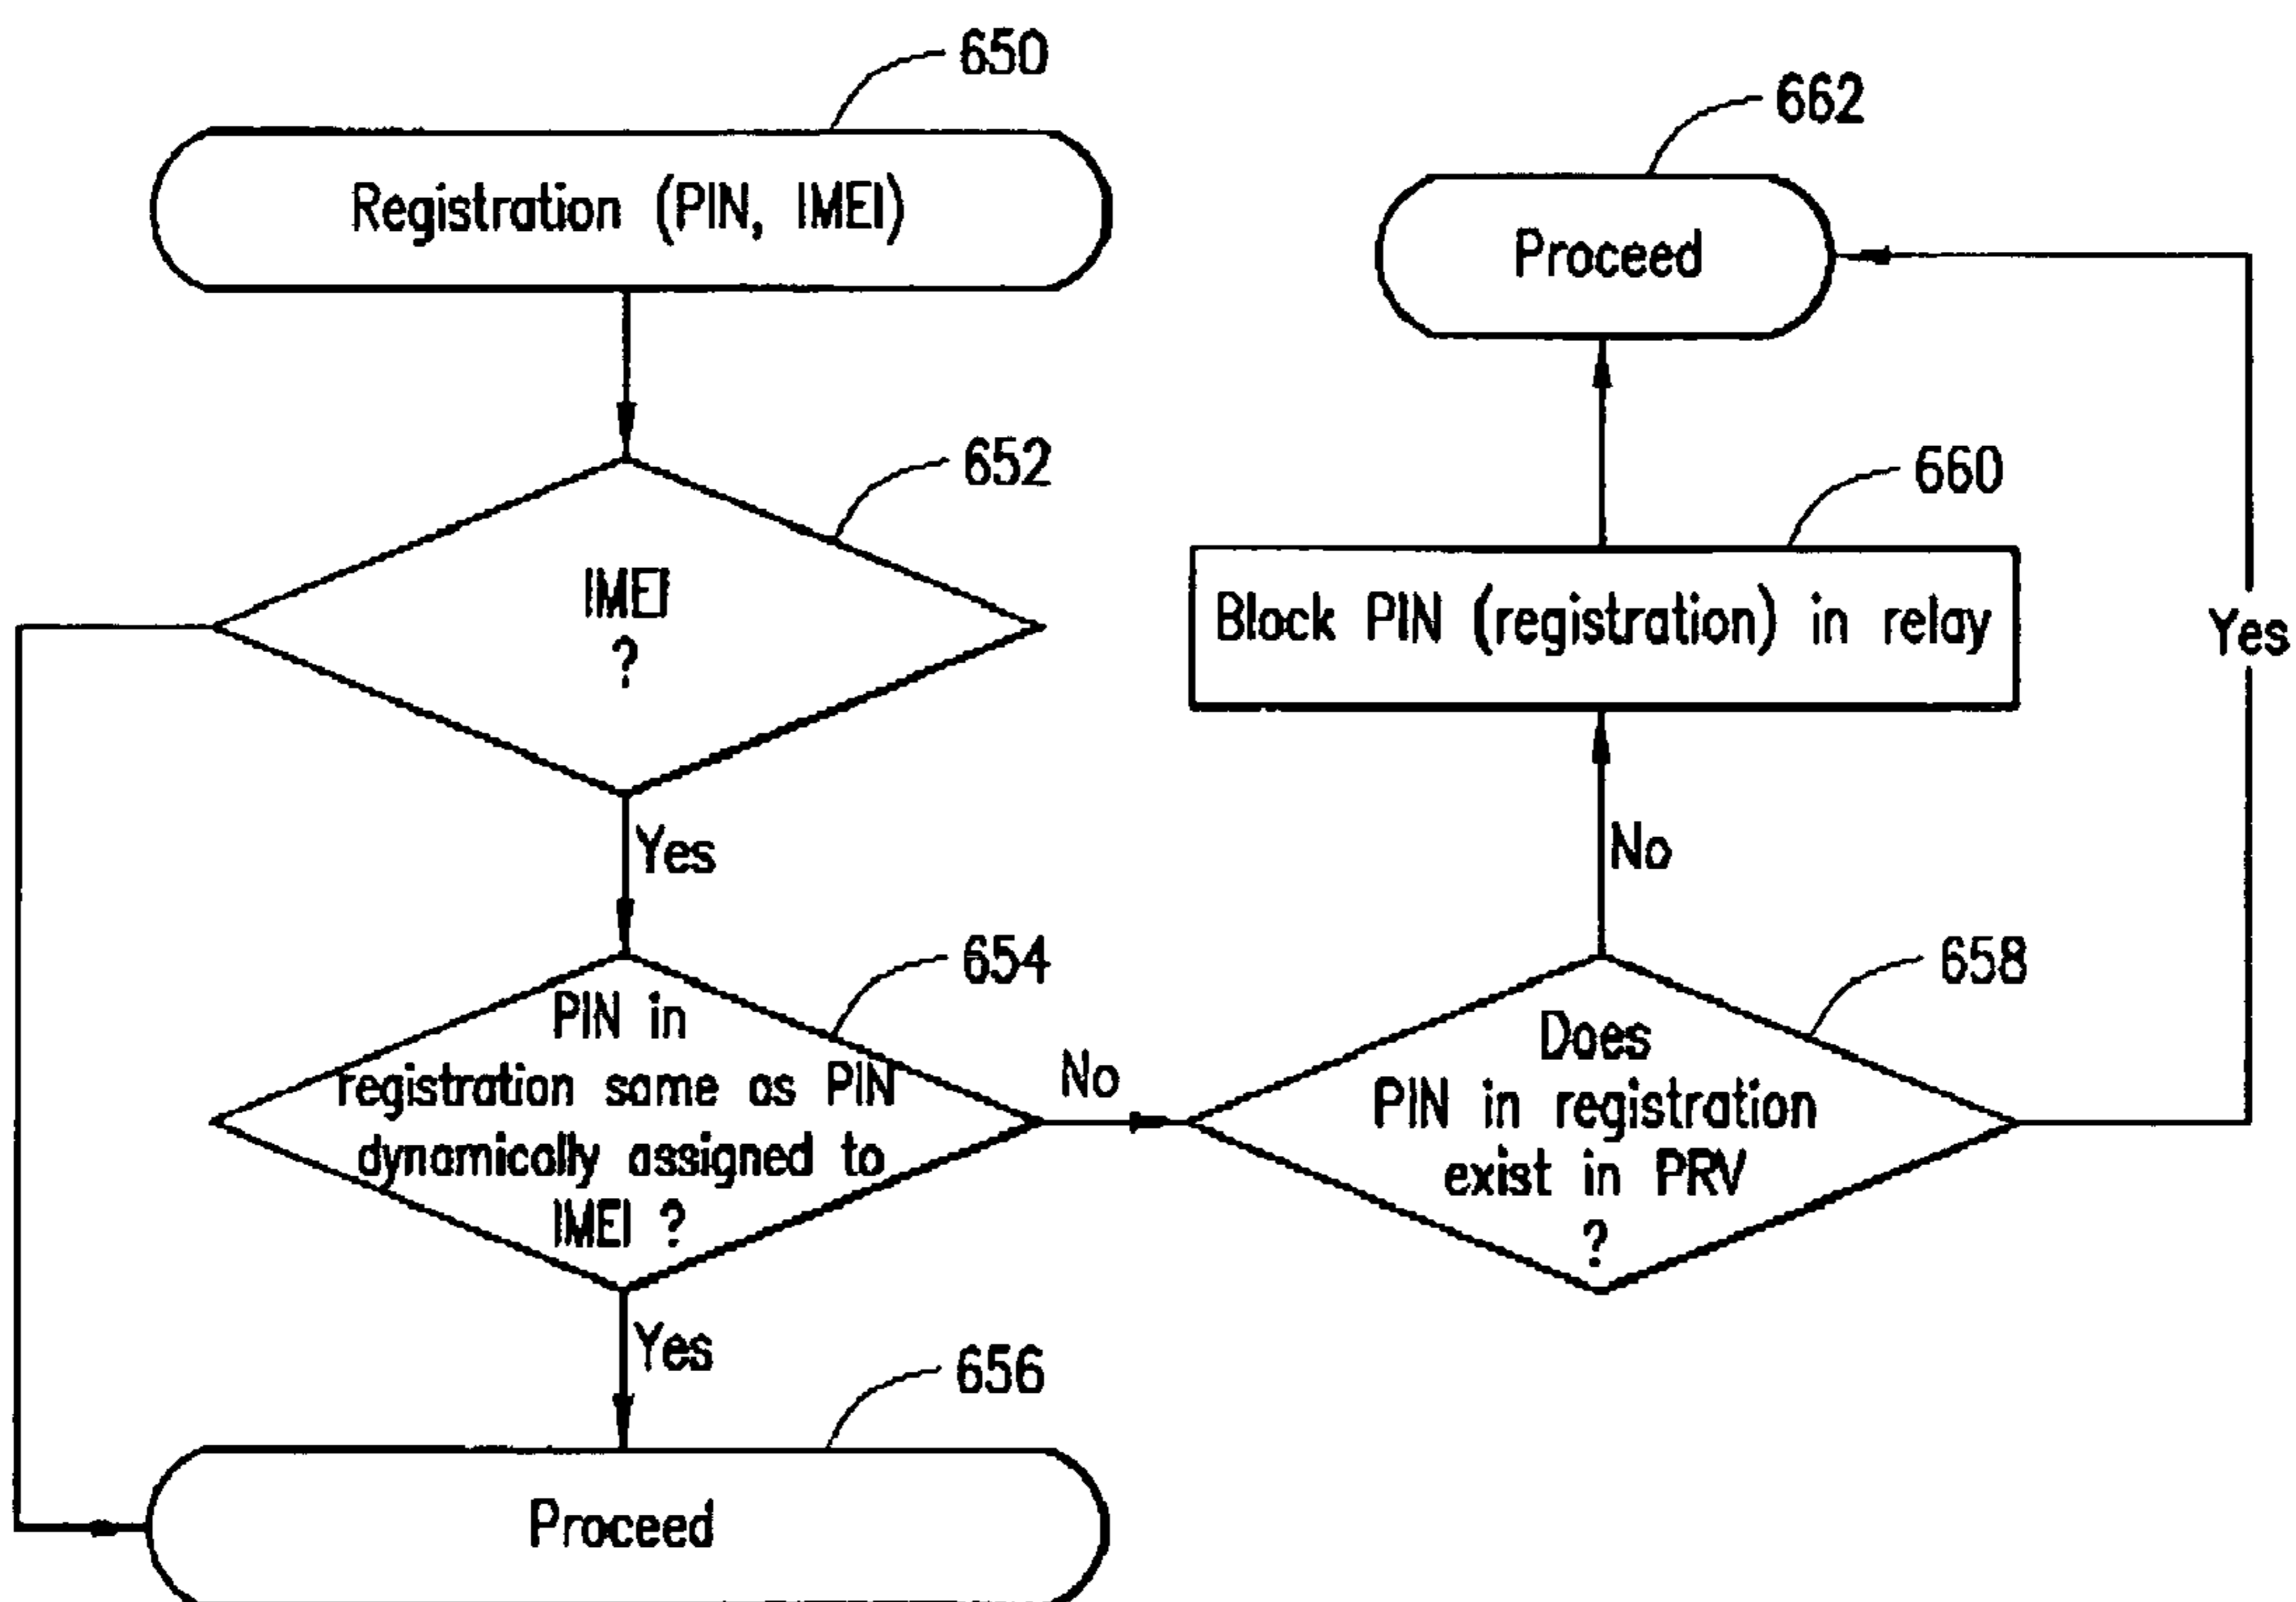 650
Registration (PIN, IMEI)
652
IMEI
?
Yes
654
PIN in
registration same as PIN
dynamically assigned to
IMEI ?
No
Yes
656
Proceed
662
Proceed
660
Block PIN (registration) in relay
Yes
No
658
Does
PIN in registration
exist in PRV
?